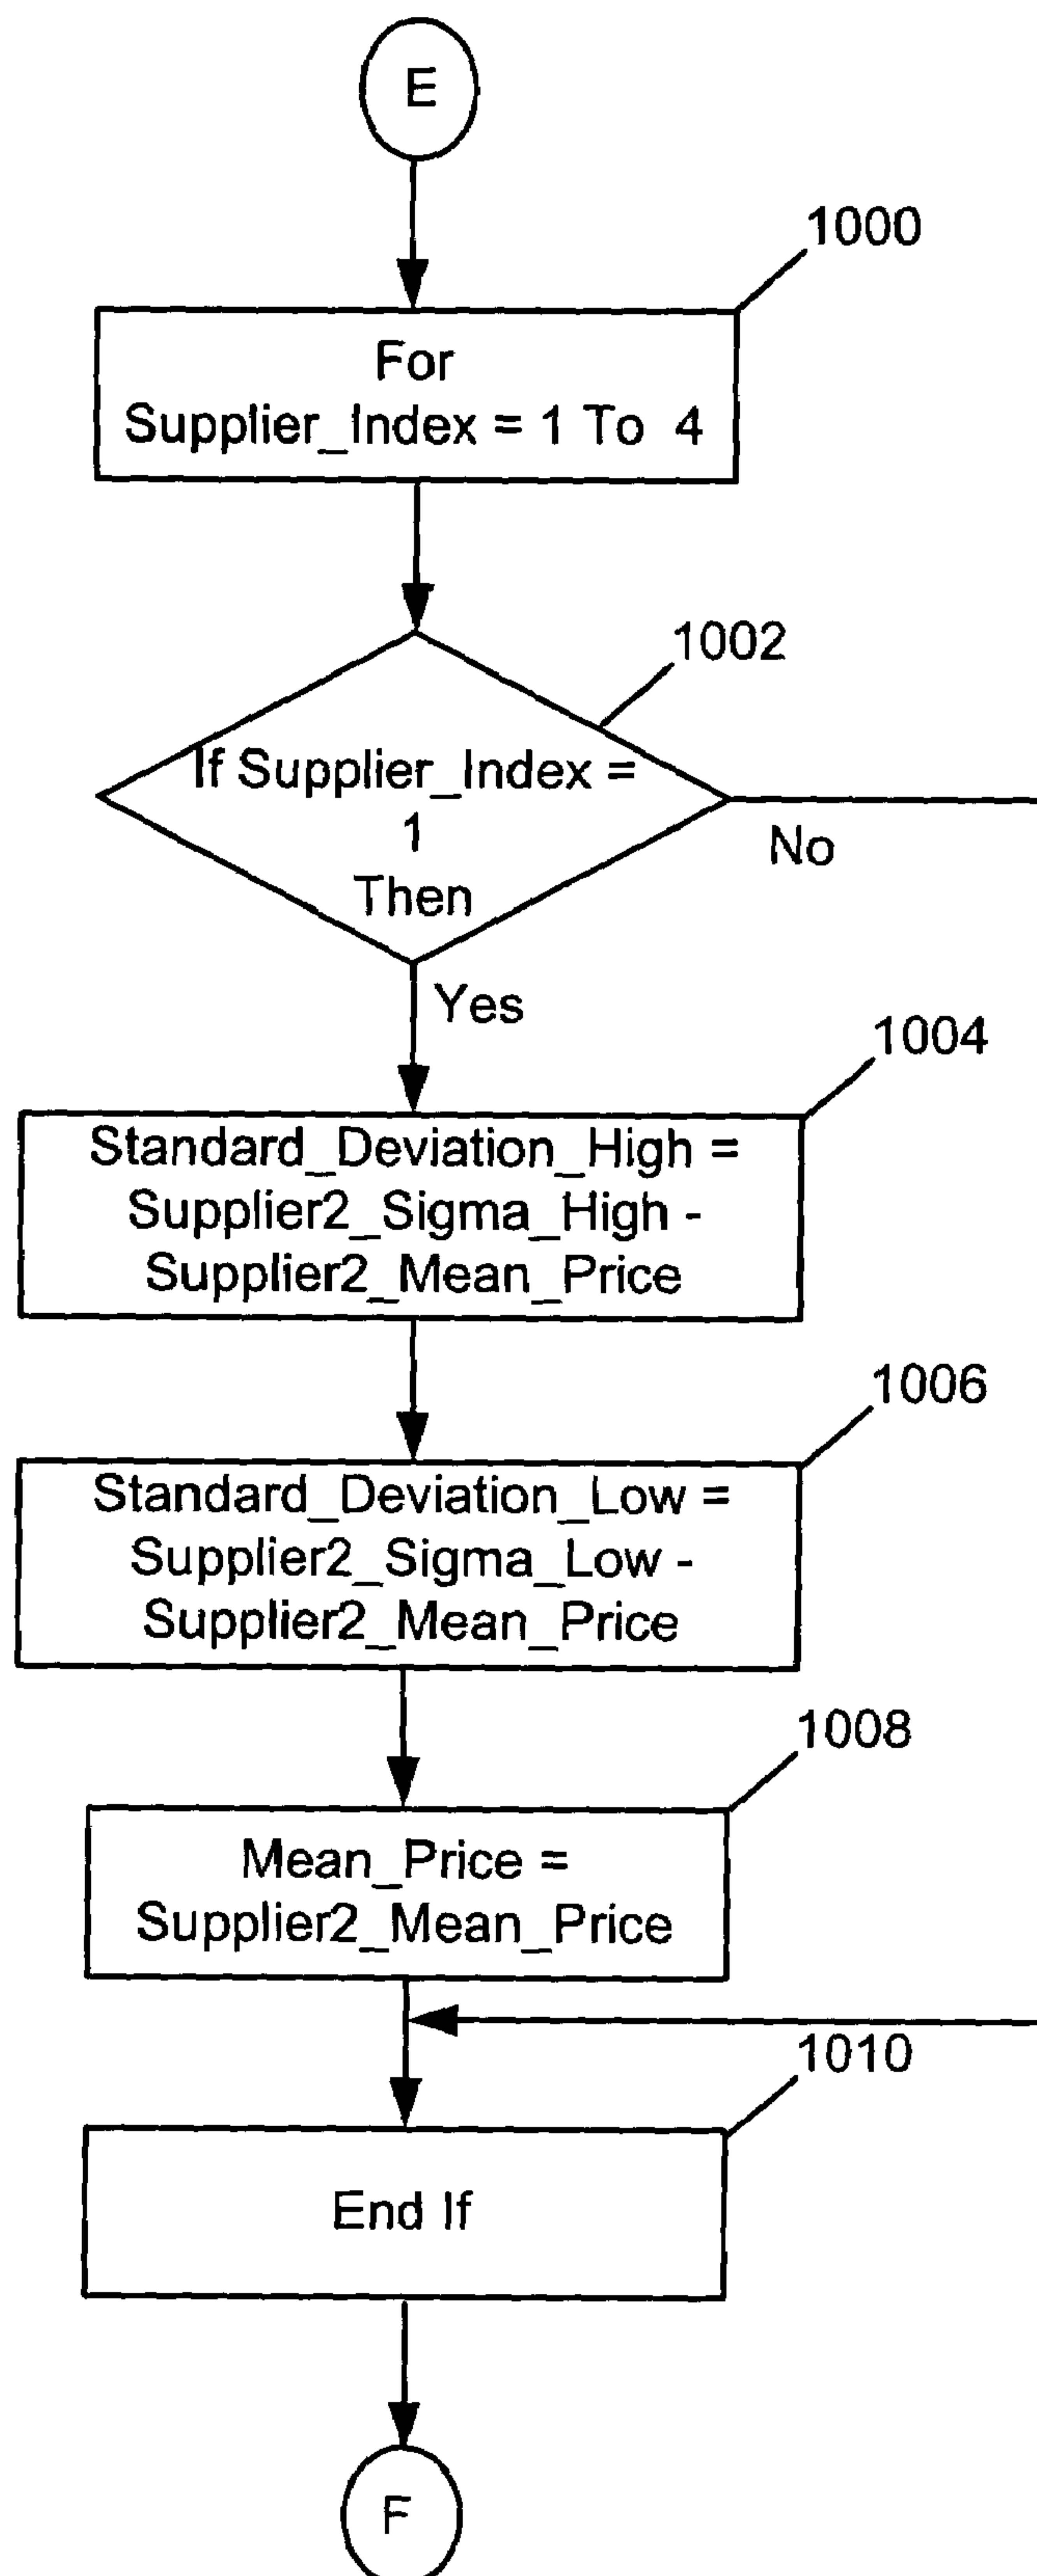 E
1000
For
Supplier_Index = 1 To 4
1002
If Supplier_Index =
1
Then
No
Yes
1004
Standard_Deviation_High =
Supplier2_Sigma_High -
Supplier2_Mean_Price
1006
Standard_Deviation_Low =
Supplier2_Sigma_Low -
Supplier2_Mean_Price
1008
Mean_Price =
Supplier2_Mean_Price
1010
End If
F